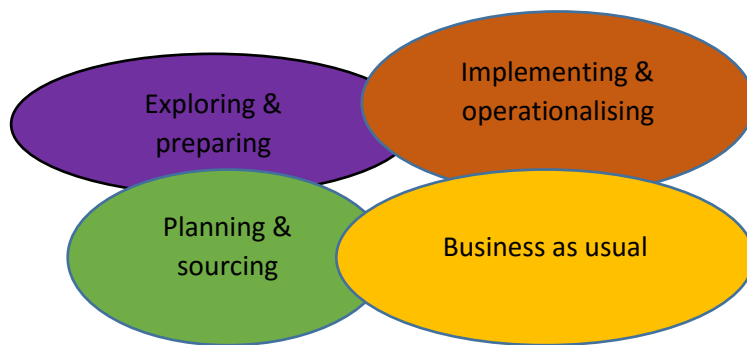 Exploring &
preparing
Implementing &
operationalising
Planning &
sourcing
Business as usual